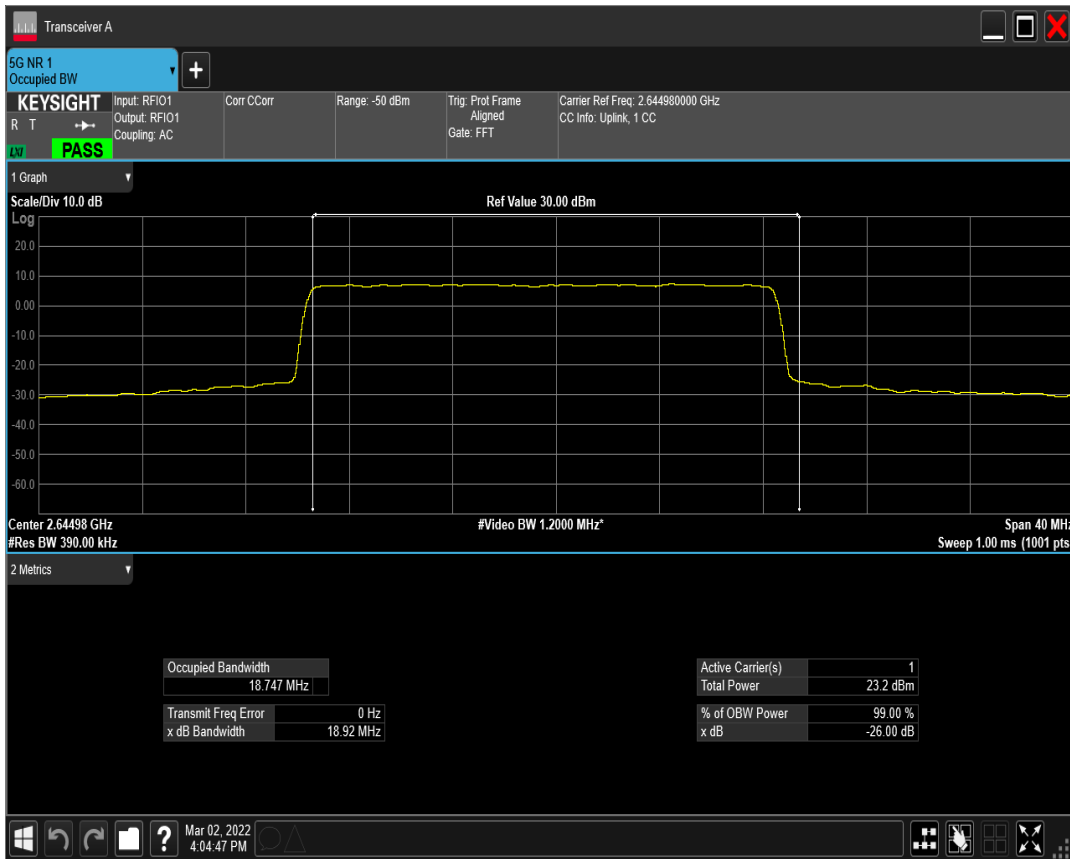 Transceiver A
5G NR 1
Occupied BW
+
KEYSIGHT
R T
LXI
PASS
Input: RFIO1
Output: RFIO1
Coupling: AC
Corr CCorr
Range: -50 dBm
Trig: Prot Frame
Aligned
Gate: FFT
Carrier Ref Freq: 2.644980000 GHz
CC Info: Uplink, 1 CC
1 Graph
Scale/Div 10.0 dB
Ref Value 30.00 dBm
Log
20.0
10.0
0.00
-10.0
-20.0
-30.0
-40.0
-50.0
-60.0
Center 2.64498 GHz
#Video BW 1.2000 MHz*
Span 40 MHz
#Res BW 390.00 kHz
Sweep 1.00 ms (1001 pts
2 Metrics
Occupied Bandwidth
18.747 MHz
Transmit Freq Error 0 Hz
x dB Bandwidth 18.92 MHz
Active Carrier(s) 1
Total Power 23.2 dBm
% of OBW Power 99.00 %
x dB -26.00 dB
?
Mar 02, 2022
4:04:47 PM